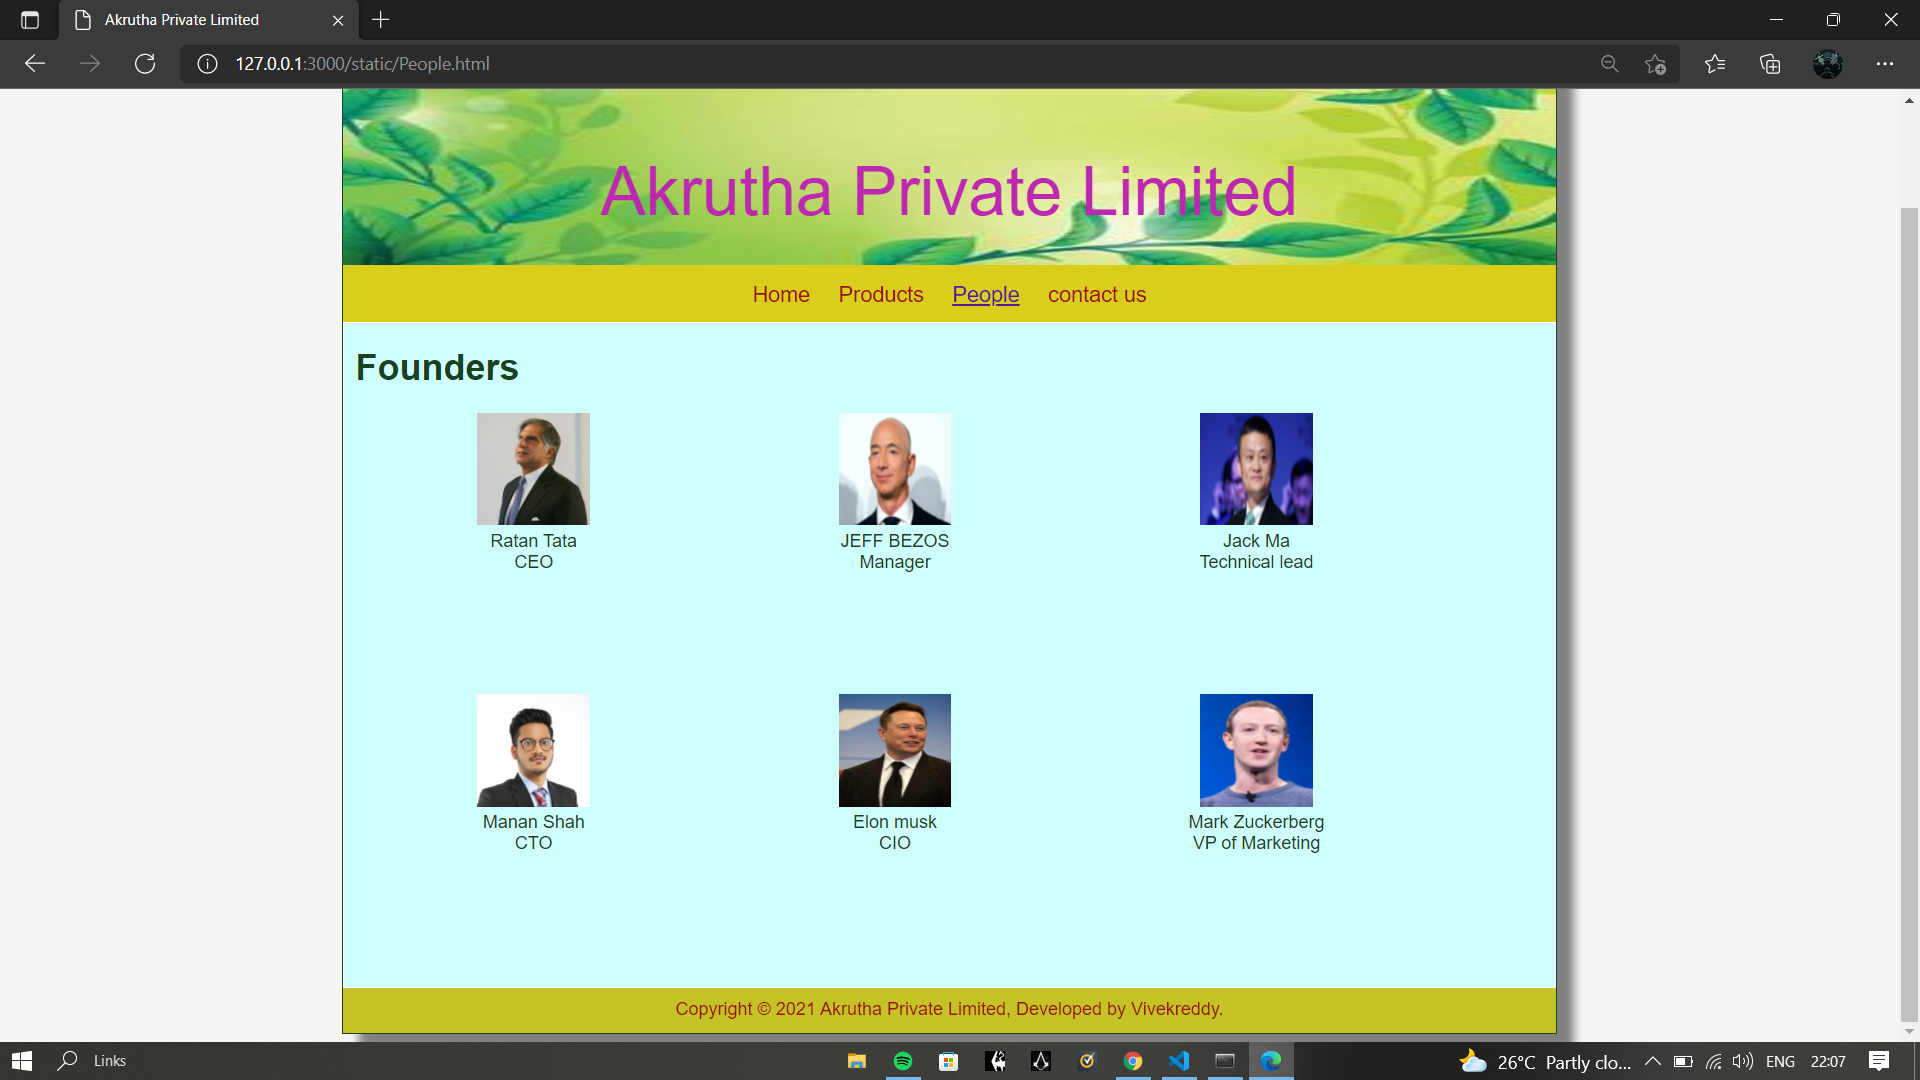 Akrutha Private Limited
127.0.0.1:3000/static/People.html
Akrutha Private Limited
Home Products People contact us
Founders
Ratan Tata
CEO
JEFF BEZOS
Manager
Jack Ma
Technical lead
Manan Shah
CTO
Elon musk
CIO
Mark Zuckerberg
VP of Marketing
Copyright © 2021 Akrutha Private Limited, Developed by Vivekreddy.
Links
26°C Partly clo...
ENG
22:07